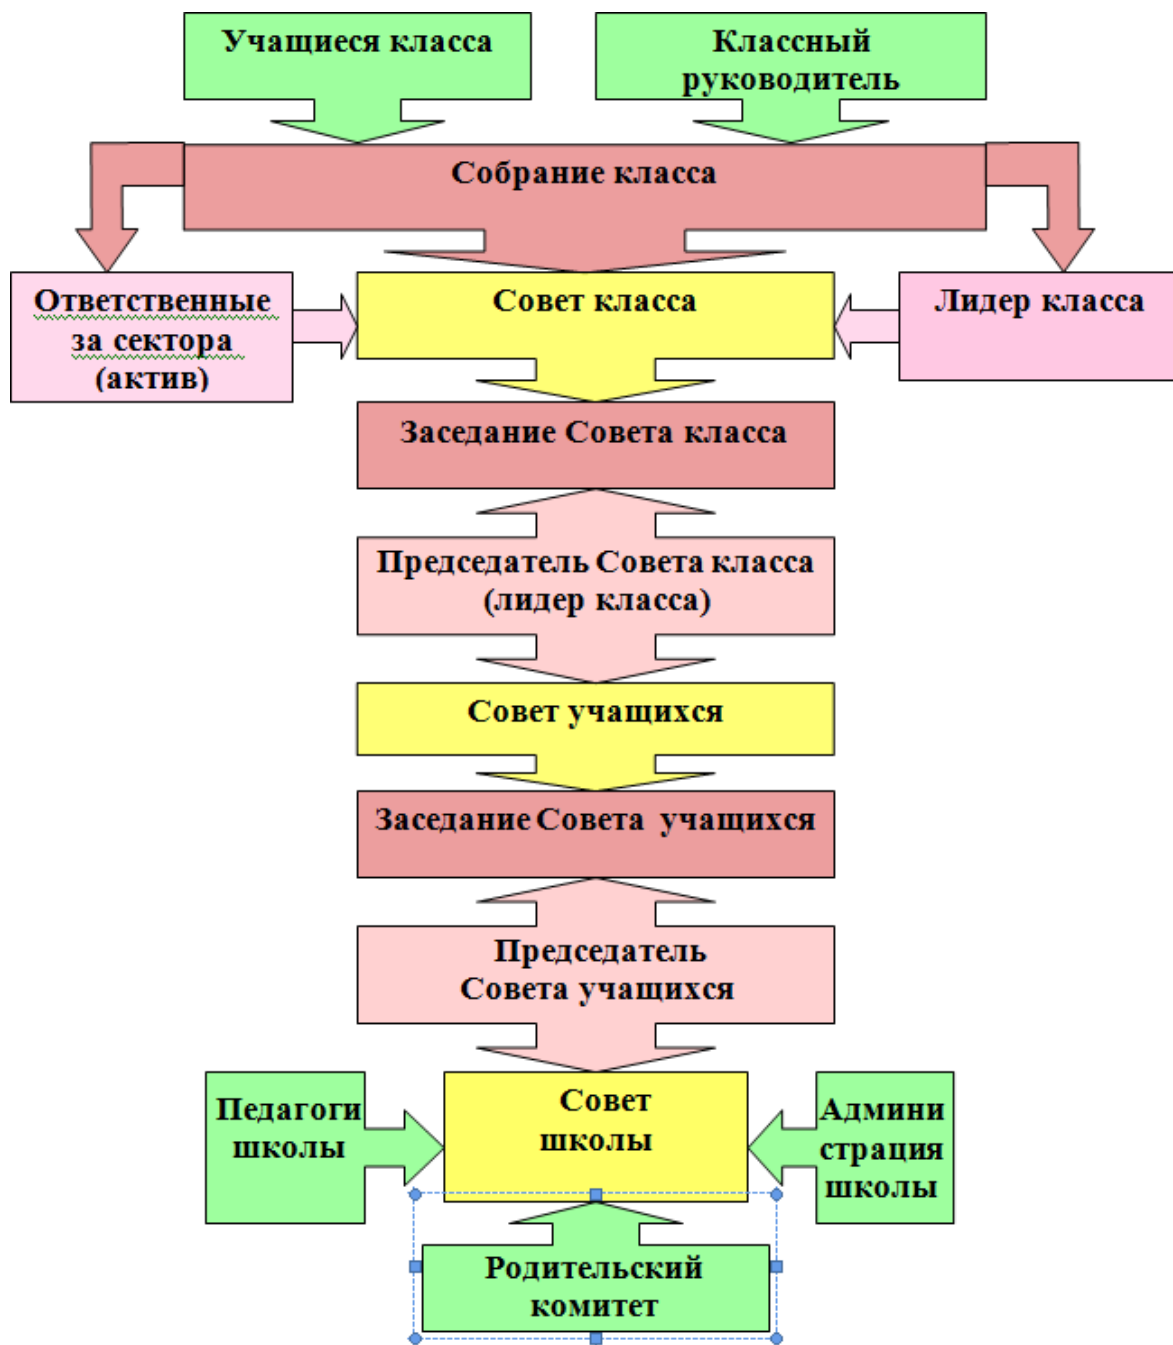 Учащиеся класса
Классный
руководитель
Собрание класса
Ответственные
за сектора
(актив)
Совет класса
Лидер класса
Заседание Совета класса
Председатель Совета класса
(лидер класса)
Совет учащихся
Заседание Совета учащихся
Председатель
Совета учащихся
Педагоги
школы
Совет
школы
Админи
страция
школы
Родительский
комитет